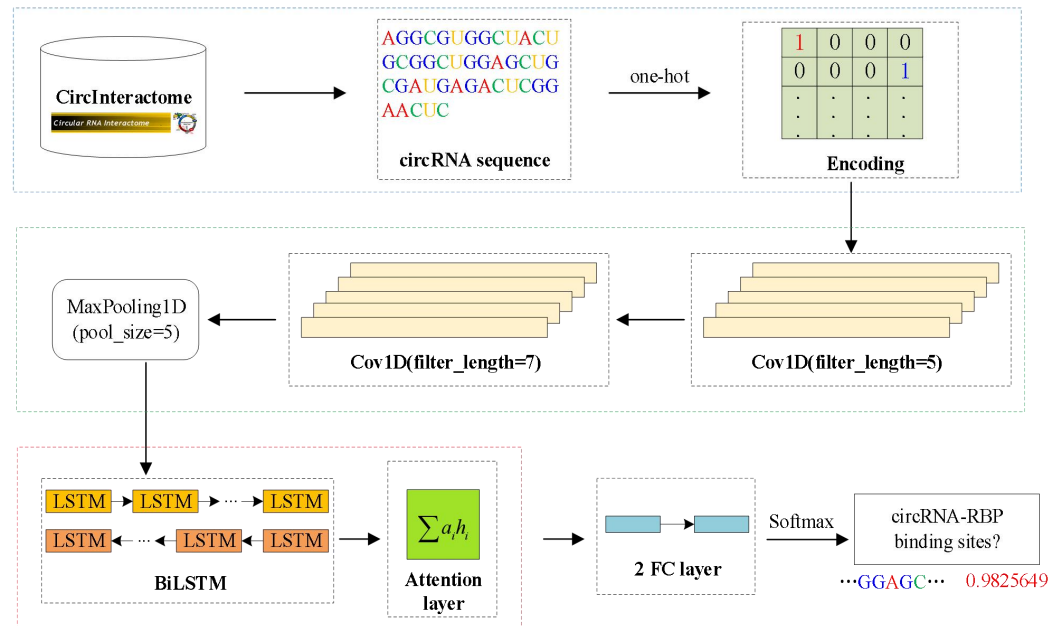 CircInteractome
Circular RNA Interactome
AGGCGUGGCUACU
GCGGCUGGAGCUG
CGAUGAGACUCGG
AACUC
circRNA sequence
one-hot
1 0 0 0
0 0 0 1
. . . .
. . . .
. . . .
Encoding
MaxPooling1D
(pool_size=5)
Cov1D(filter_length=7)
Cov1D(filter_length=5)
LSTM LSTM ... LSTM
LSTM ... LSTM LSTM
BiLSTM
∑aᵢhᵢ
Attention
layer
2 FC layer
Softmax
circRNA-RBP
binding sites?
···GGAGC··· 0.9825649